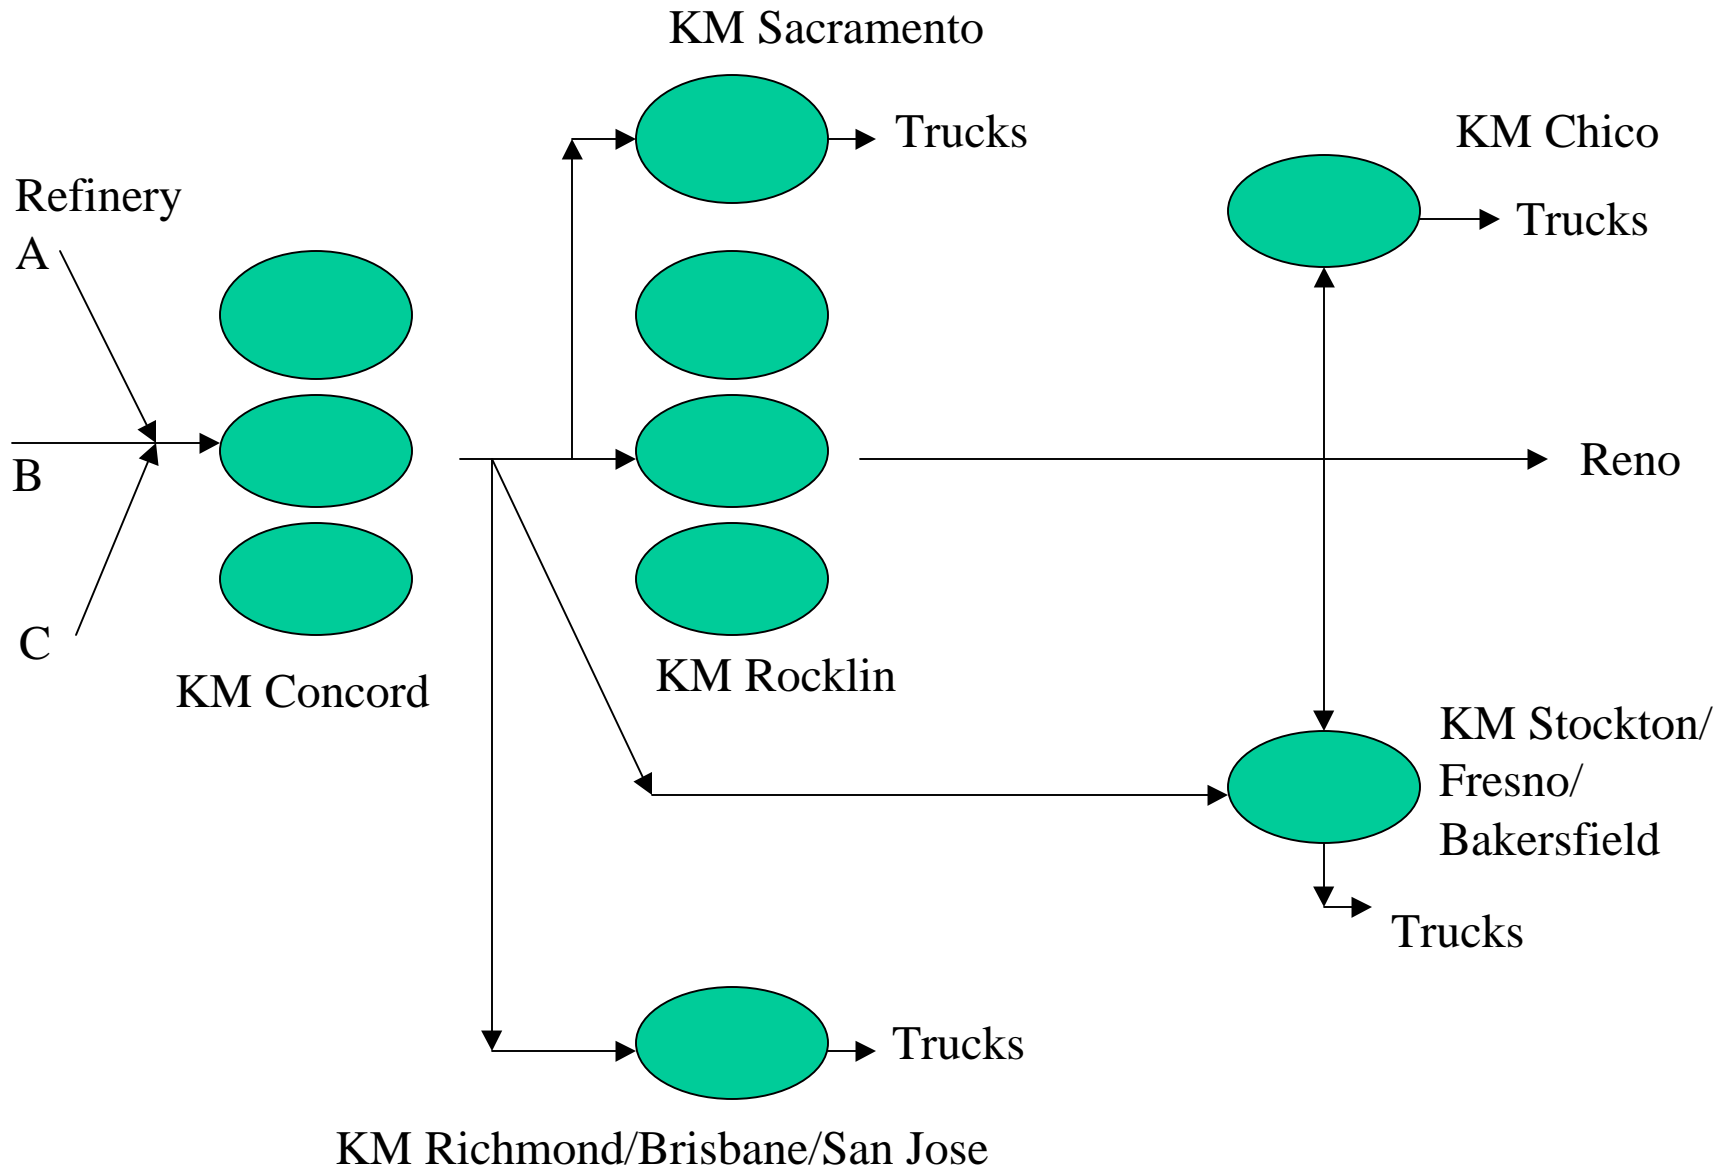 KM Sacramento
Trucks
KM Chico
Refinery
A
Trucks
B
Reno
C
KM Concord
KM Rocklin
KM Stockton/
Fresno/
Bakersfield
Trucks
Trucks
KM Richmond/Brisbane/San Jose